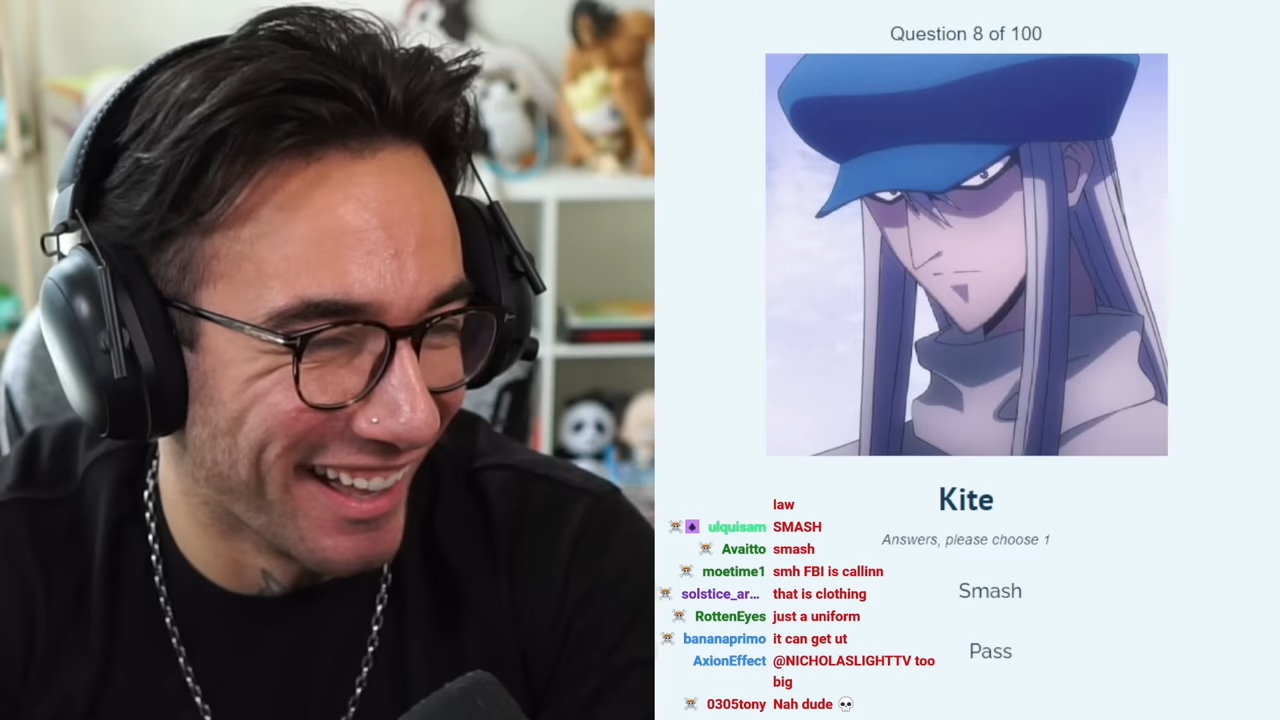 Question 8 of 100
Kite
Answers, please choose 1
Smash
Pass
law
ulquisam SMASH
Avaitto smash
moetime1 smh FBI is callinn
solstice_ar... that is clothing
RottenEyes just a uniform
bananaprimo it can get ut
AxionEffect @NICHOLASLIGHTTV too
big
0305tony Nah dude 💀